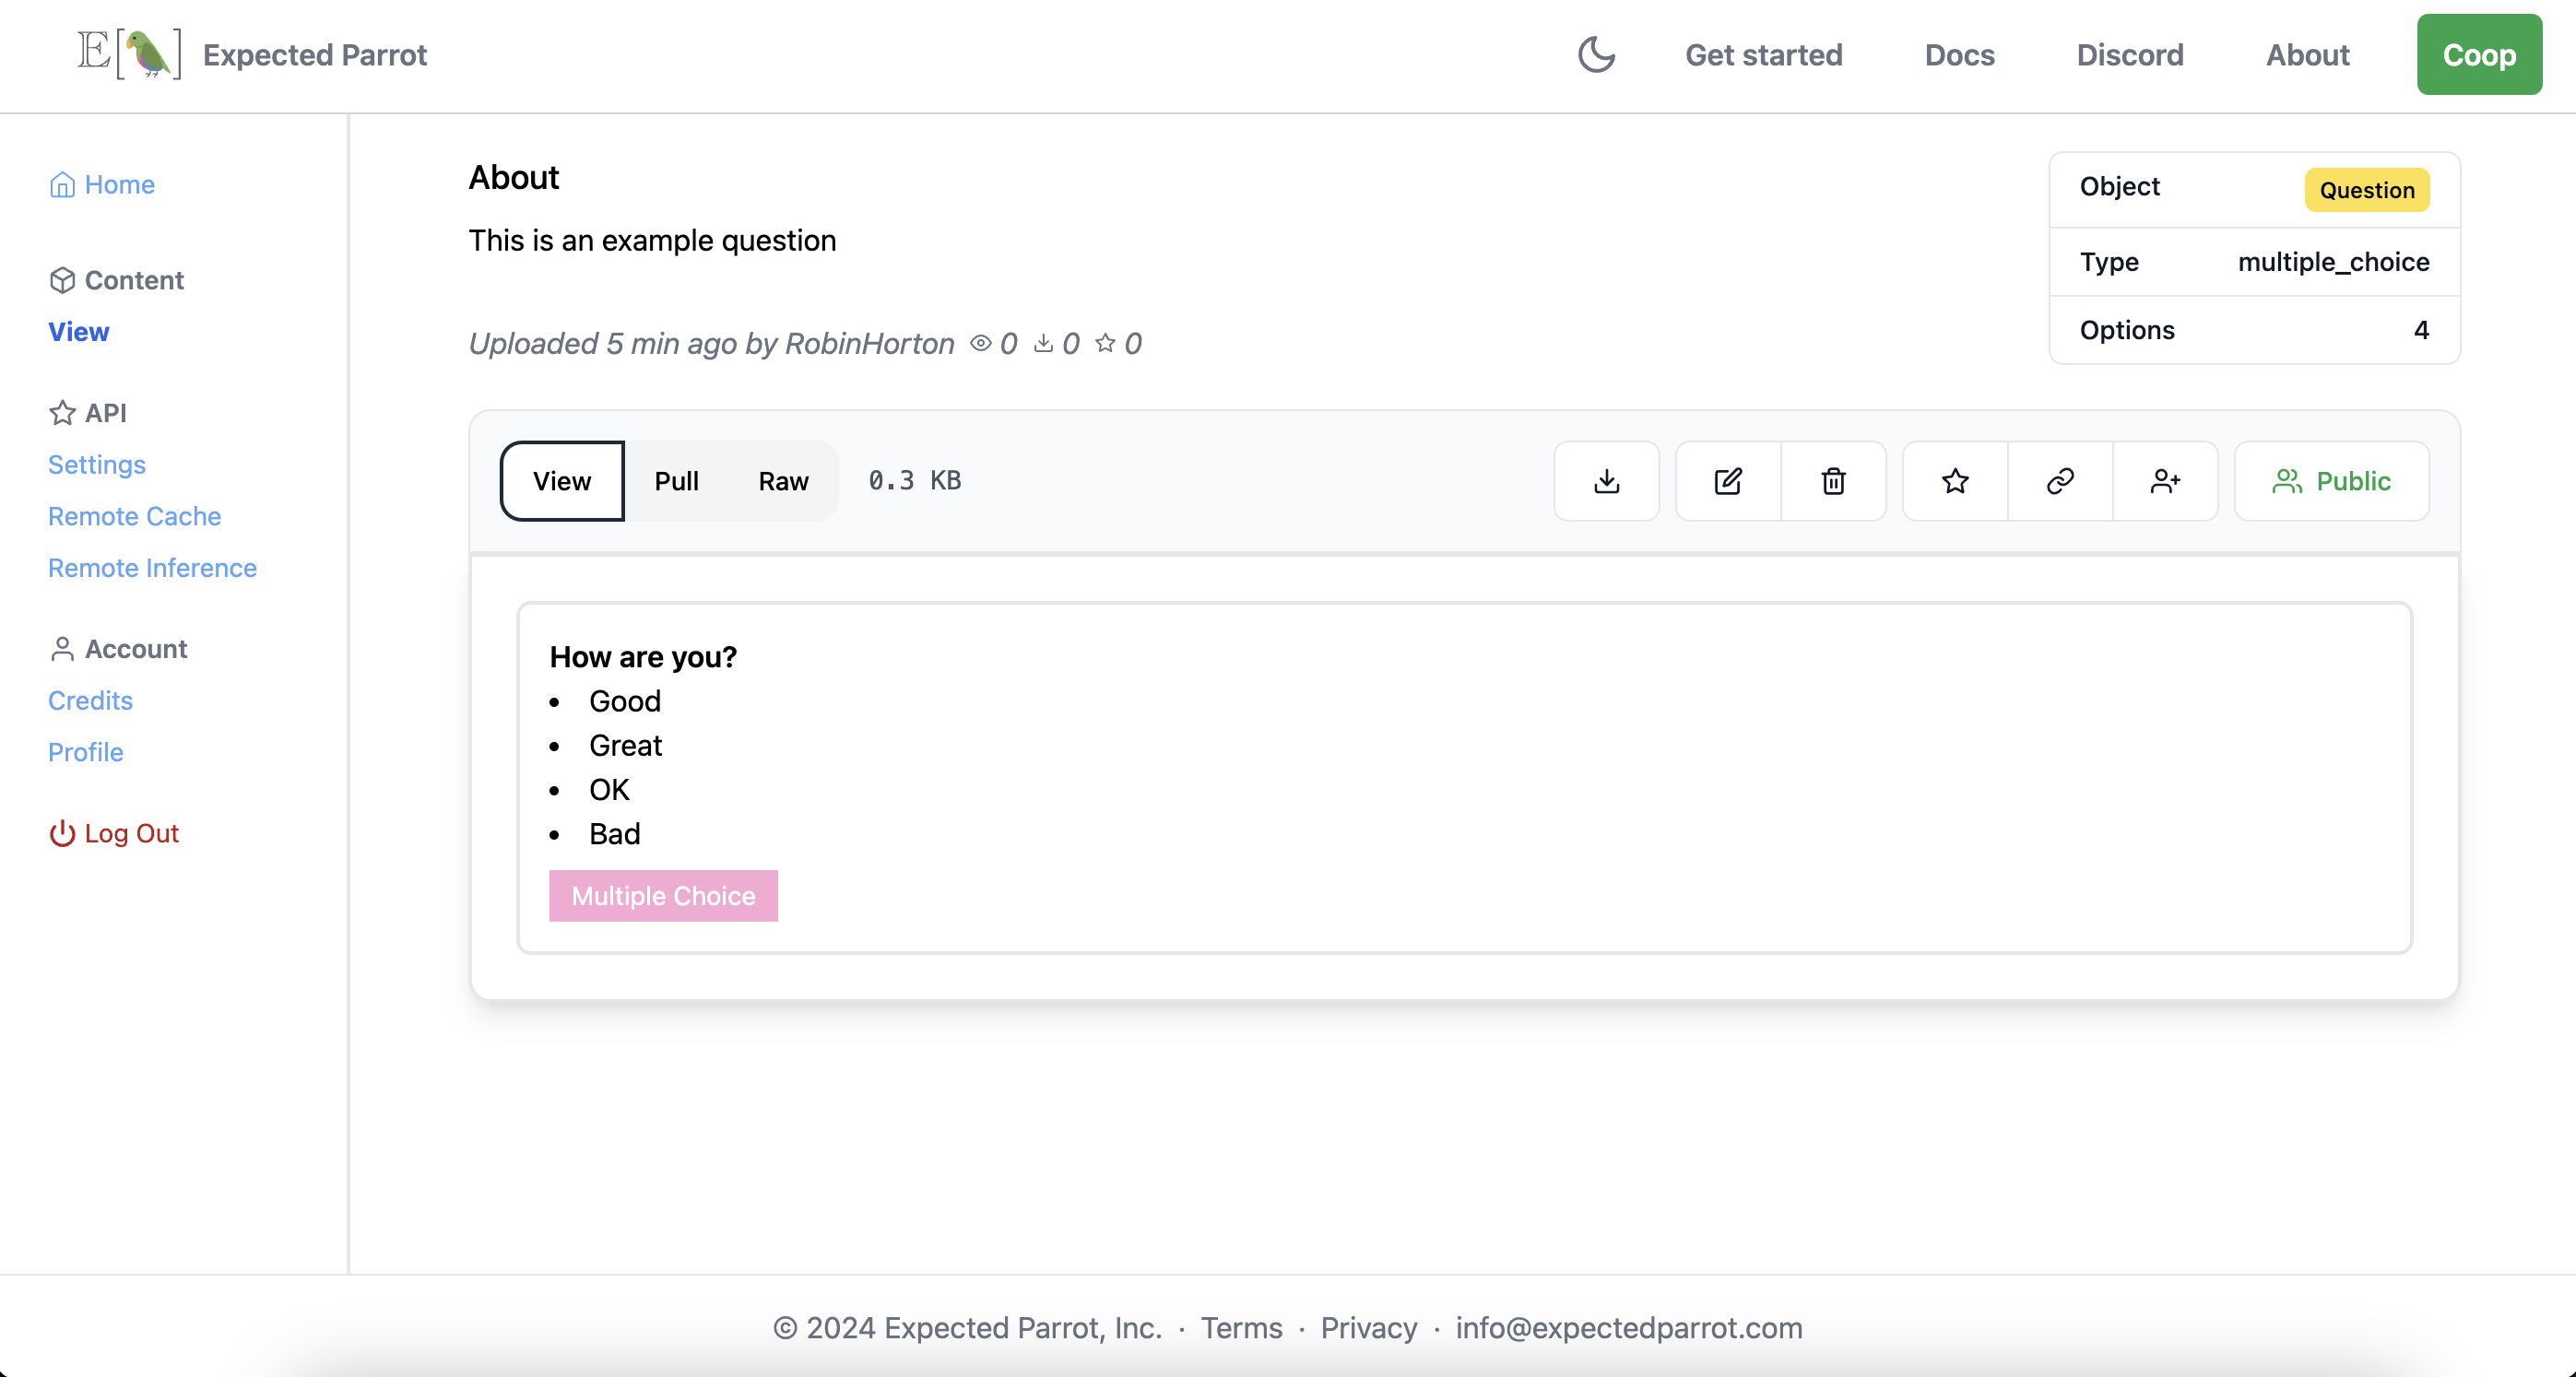 E[] Expected Parrot
Get started
Docs
Discord
About
Coop
Home
Content
View
API
Settings
Remote Cache
Remote Inference
Account
Credits
Profile
Log Out
About
This is an example question
Uploaded 5 min ago by RobinHorton 0 0 0
Object Question
Type multiple_choice
Options 4
View Pull Raw 0.3 KB
Public
How are you?
• Good
• Great
• OK
• Bad
Multiple Choice
© 2024 Expected Parrot, Inc. · Terms · Privacy · info@expectedparrot.com